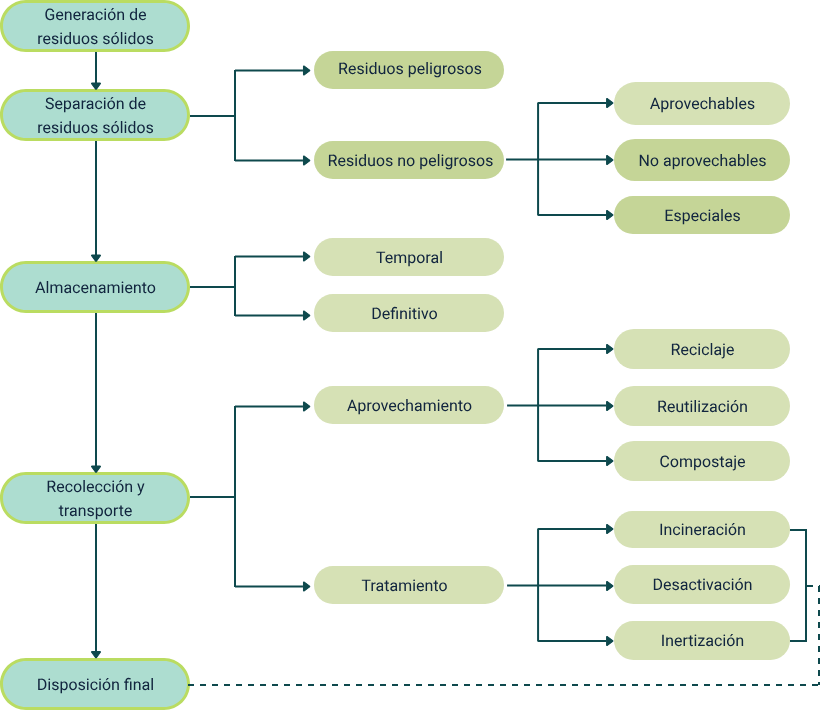 Generación de
residuos sólidos
Separación de
residuos sólidos
Residuos peligrosos
Residuos no peligrosos
Aprovechables
No aprovechables
Especiales
Almacenamiento
Temporal
Definitivo
Recolección y
transporte
Aprovechamiento
Reciclaje
Reutilización
Compostaje
Tratamiento
Incineración
Desactivación
Inertización
Disposición final